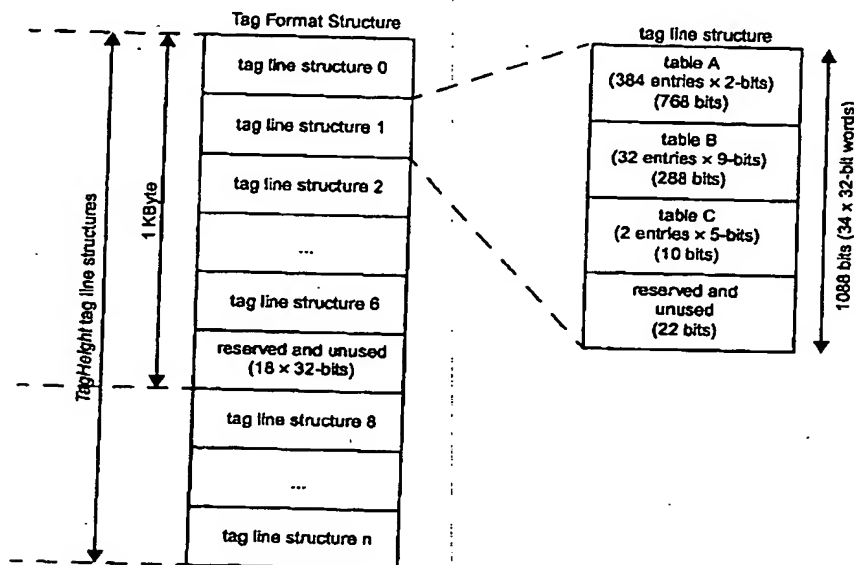 Tag Format Structure
tag line structure 0
tag line structure 1
tag line structure 2
...
tag line structure 6
reserved and unused
(18 x 32-bits)
tag line structure 8
...
tag line structure n
1 KByte
TagHeight tag line structures
tag line structure
table A
(384 entries × 2-bits)
(768 bits)
table B
(32 entries × 9-bits)
(288 bits)
table C
(2 entries × 5-bits)
(10 bits)
reserved and
unused
(22 bits)
1088 bits (34 x 32-bit words)